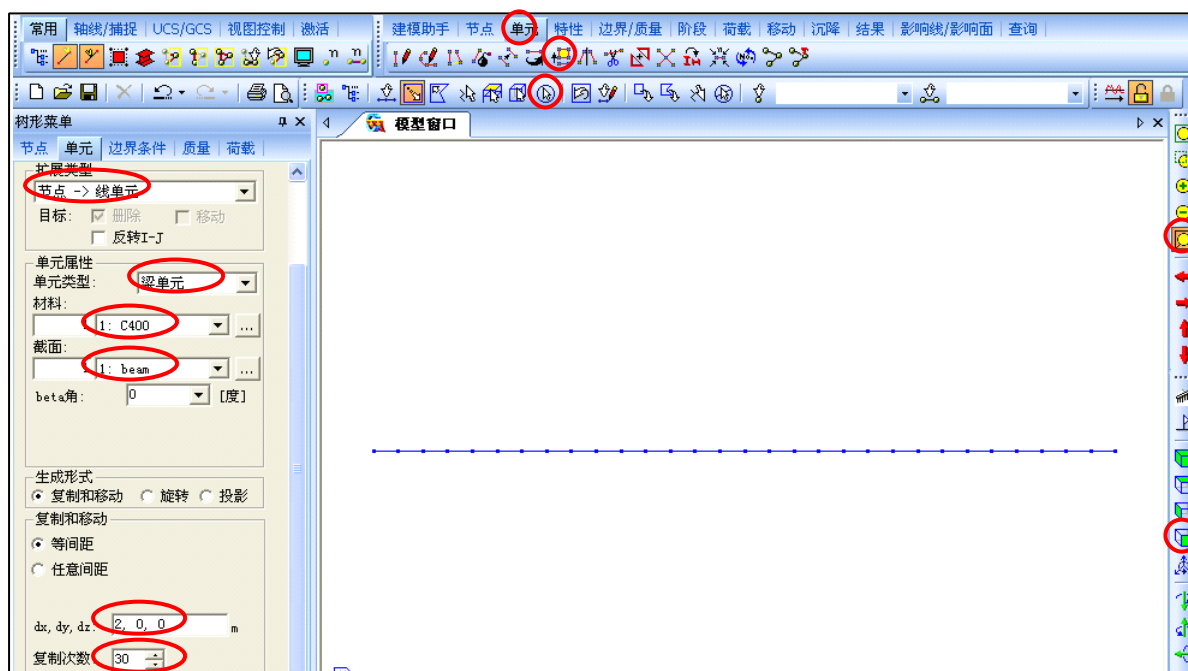 常用 轴线/捕捉 UCS/GCS 视图控制 激活 建模助手 节点 单元 特性 边界/质量 阶段 荷载 移动 沉降 结果 影响线/影响面 查询
树形菜单 模型窗口
节点 单元 边界条件 质量 荷载
扩展类型
节点 -> 线单元
目标: 删除 移动
反转I-J
单元属性
单元类型: 梁单元
材料:
1: C400
截面:
1: beam
beta角: 0 [度]
生成形式
复制和移动 旋转 投影
复制和移动
等间距
任意间距
dx, dy, dz: 2, 0, 0 m
复制次数: 30